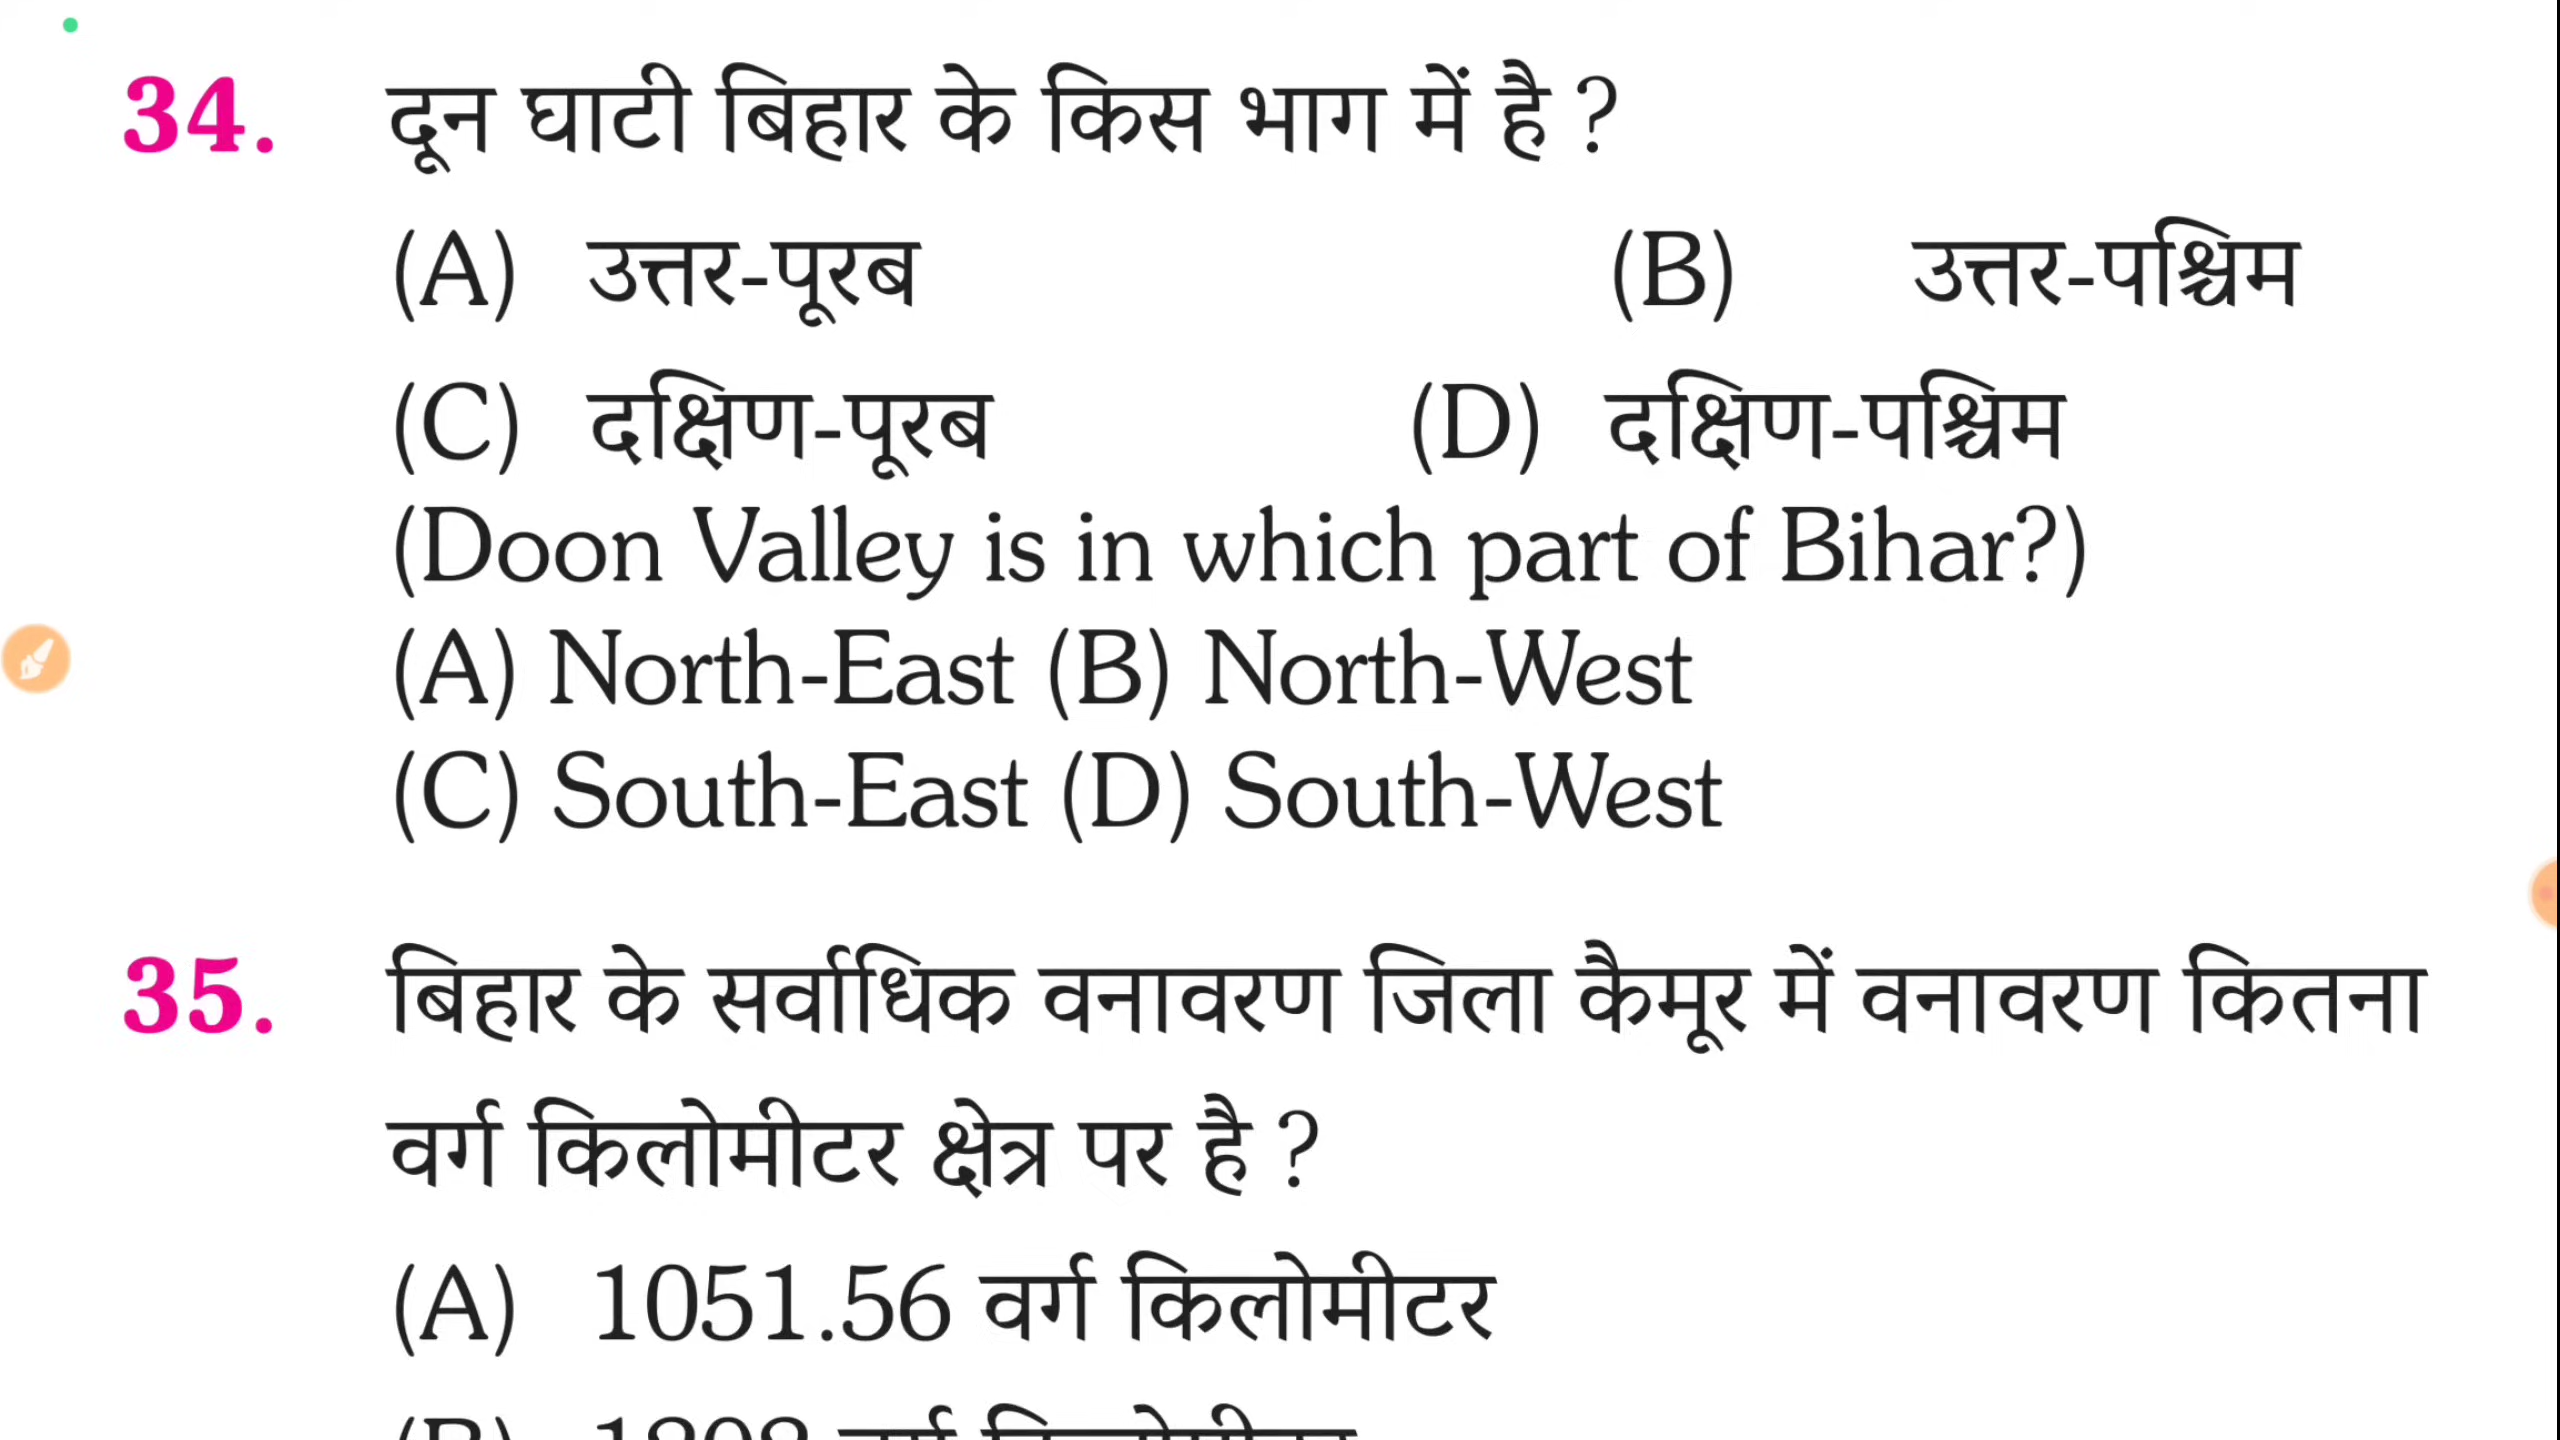 34. दून घाटी बिहार के किस भाग में है ?
(A) उत्तर-पूरब (B) उत्तर-पश्चिम
(C) दक्षिण-पूरब (D) दक्षिण-पश्चिम
(Doon Valley is in which part of Bihar?)
(A) North-East (B) North-West
(C) South-East (D) South-West
35. बिहार के सर्वाधिक वनावरण जिला कैमूर में वनावरण कितना
वर्ग किलोमीटर क्षेत्र पर है ?
(A) 1051.56 वर्ग किलोमीटर